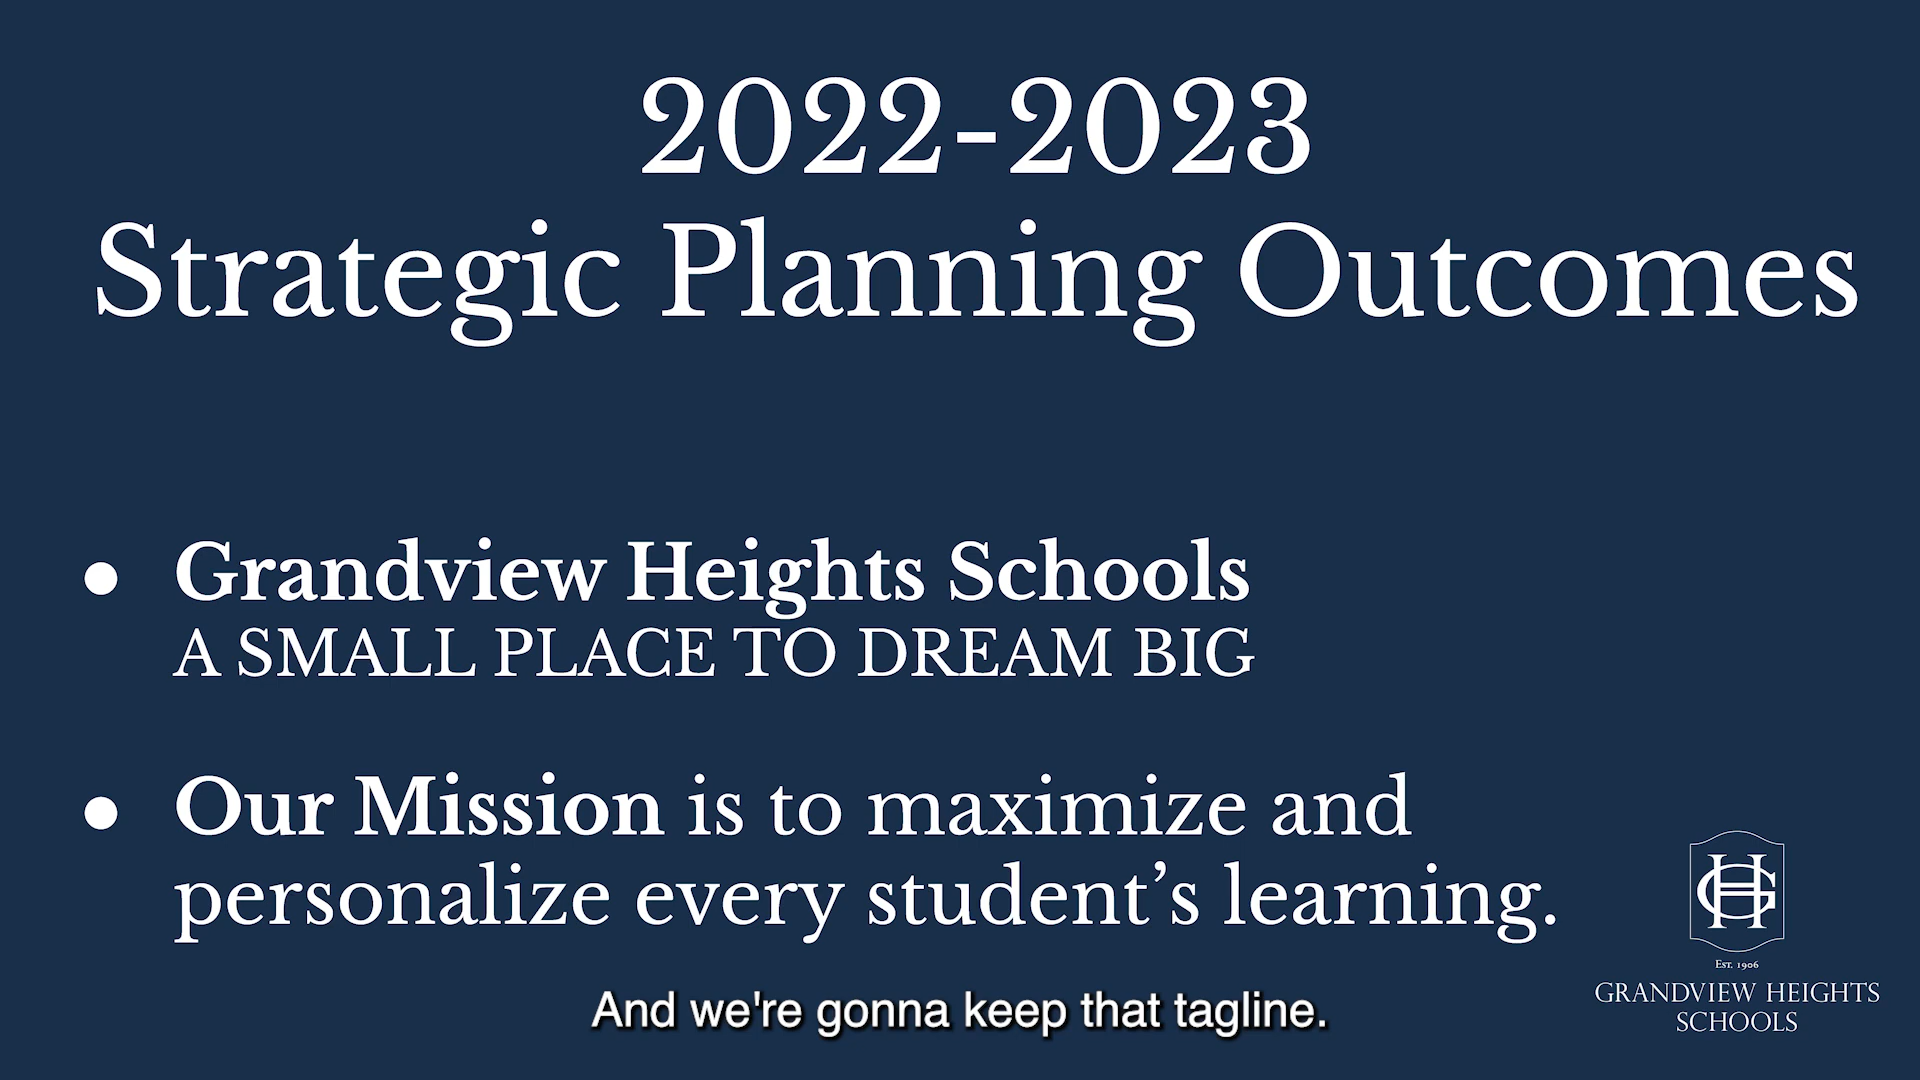 2022-2023
Strategic Planning Outcomes
● Grandview Heights Schools
A SMALL PLACE TO DREAM BIG
● Our Mission is to maximize and
personalize every student’s learning.
GH
EST. 1906
GRANDVIEW HEIGHTS
SCHOOLS
And we're gonna keep that tagline.